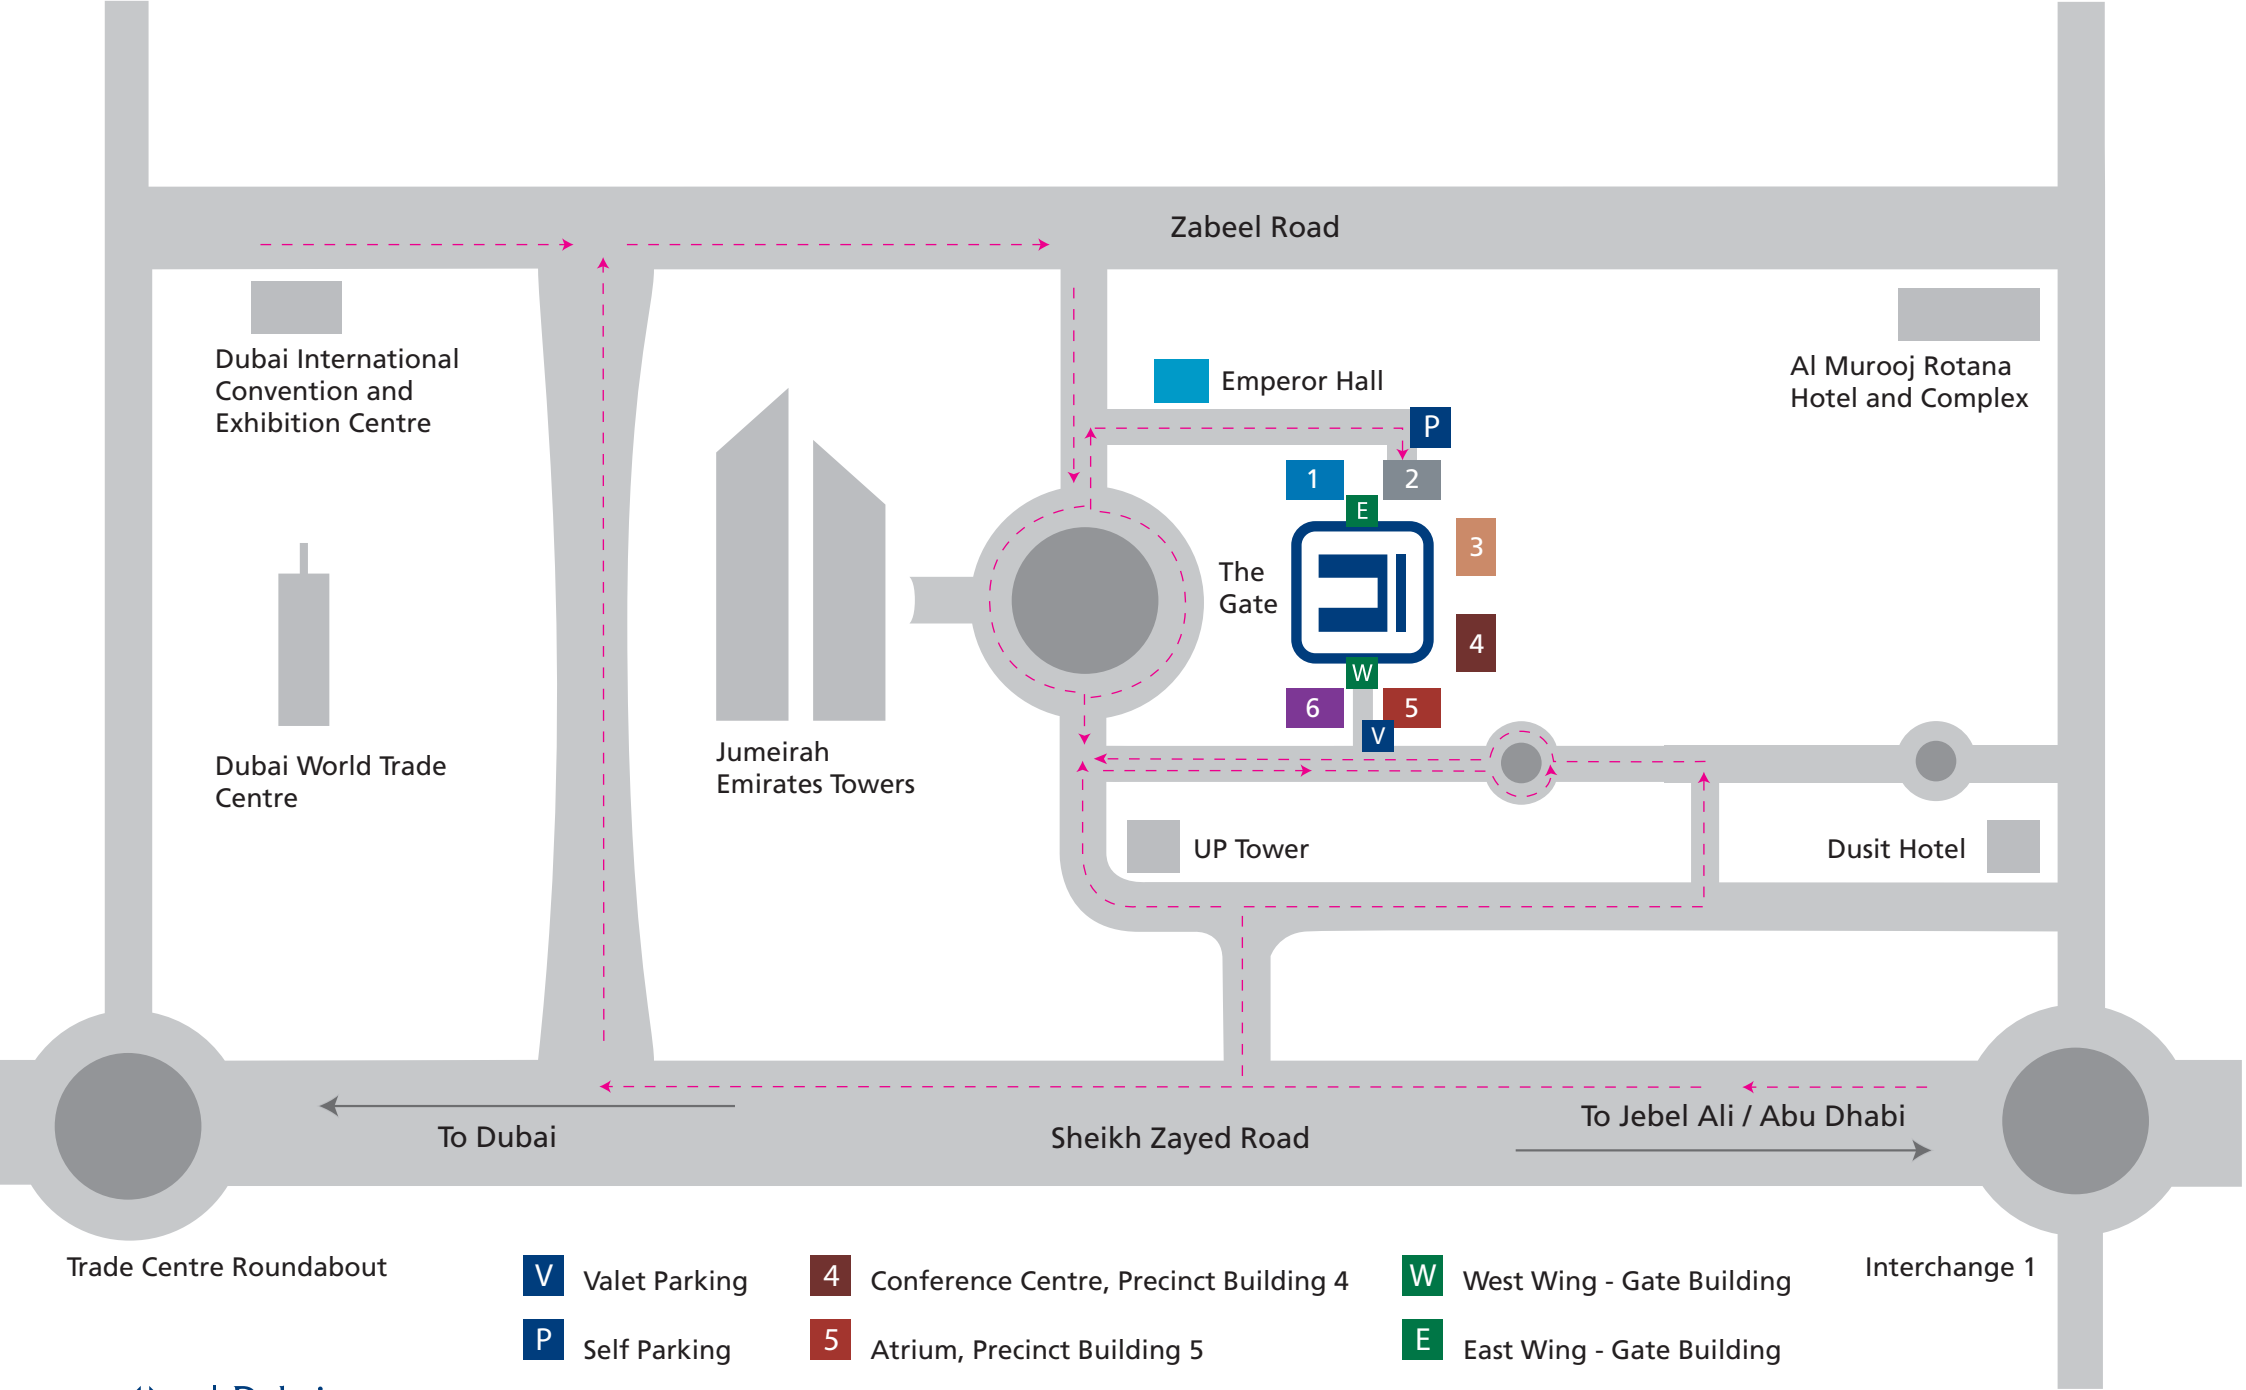 Zabeel Road
Dubai International
Convention and
Exhibition Centre
Emperor Hall
P
Al Murooj Rotana
Hotel and Complex
1
2
E
3
The
Gate
4
W
6
5
V
Jumeirah
Emirates Towers
Dubai World Trade
Centre
UP Tower
Dusit Hotel
To Dubai
Sheikh Zayed Road
To Jebel Ali / Abu Dhabi
Trade Centre Roundabout
V Valet Parking
4 Conference Centre, Precinct Building 4
W West Wing - Gate Building
Interchange 1
P Self Parking
5 Atrium, Precinct Building 5
E East Wing - Gate Building